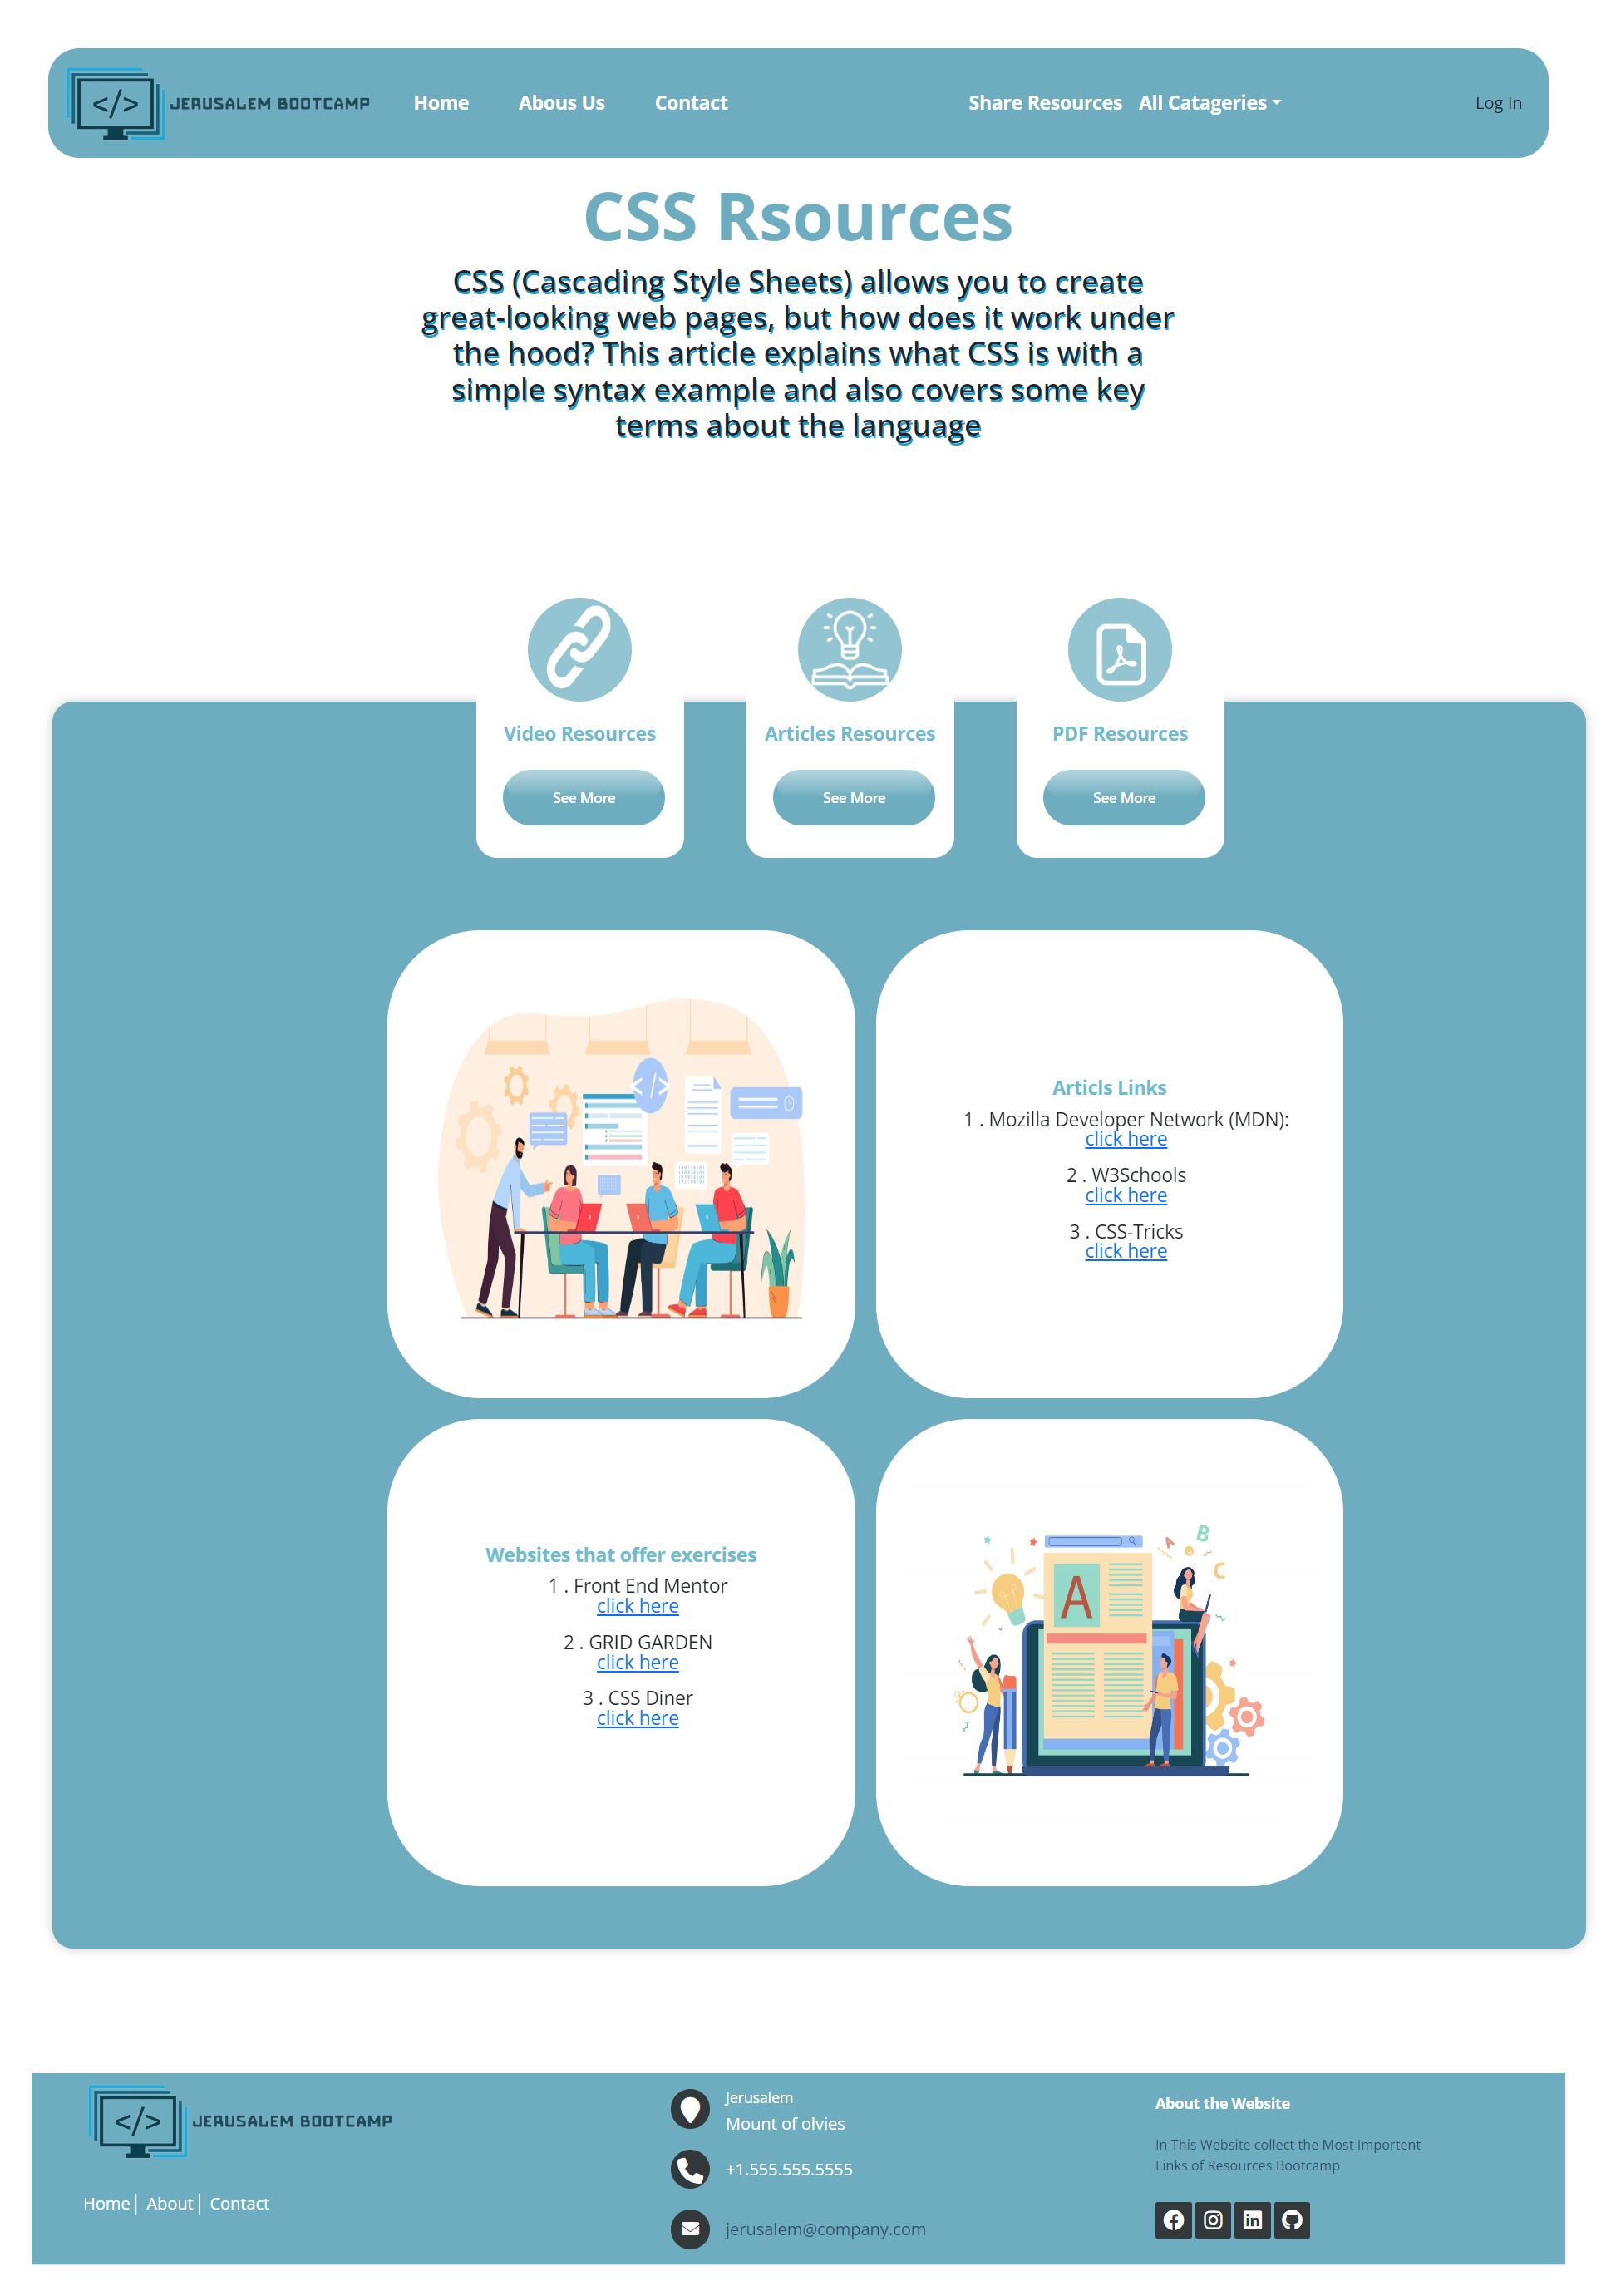 </> JERUSALEM BOOTCAMP Home Abous Us Contact Share Resources All Catageries Log In
CSS Rsources
CSS (Cascading Style Sheets) allows you to create
great-looking web pages, but how does it work under
the hood? This article explains what CSS is with a
simple syntax example and also covers some key
terms about the language
Video Resources
See More
Articles Resources
See More
PDF Resources
See More
</>
Articls Links
1 . Mozilla Developer Network (MDN):
click here
2 . W3Schools
click here
3 . CSS-Tricks
click here
Websites that offer exercises
1 . Front End Mentor
click here
2 . GRID GARDEN
click here
3 . CSS Diner
click here
A B
C
A
</> JERUSALEM BOOTCAMP
Home| About| Contact
Jerusalem
Mount of olvies
+1.555.555.5555
jerusalem@company.com
About the Website
In This Website collect the Most Importent
Links of Resources Bootcamp